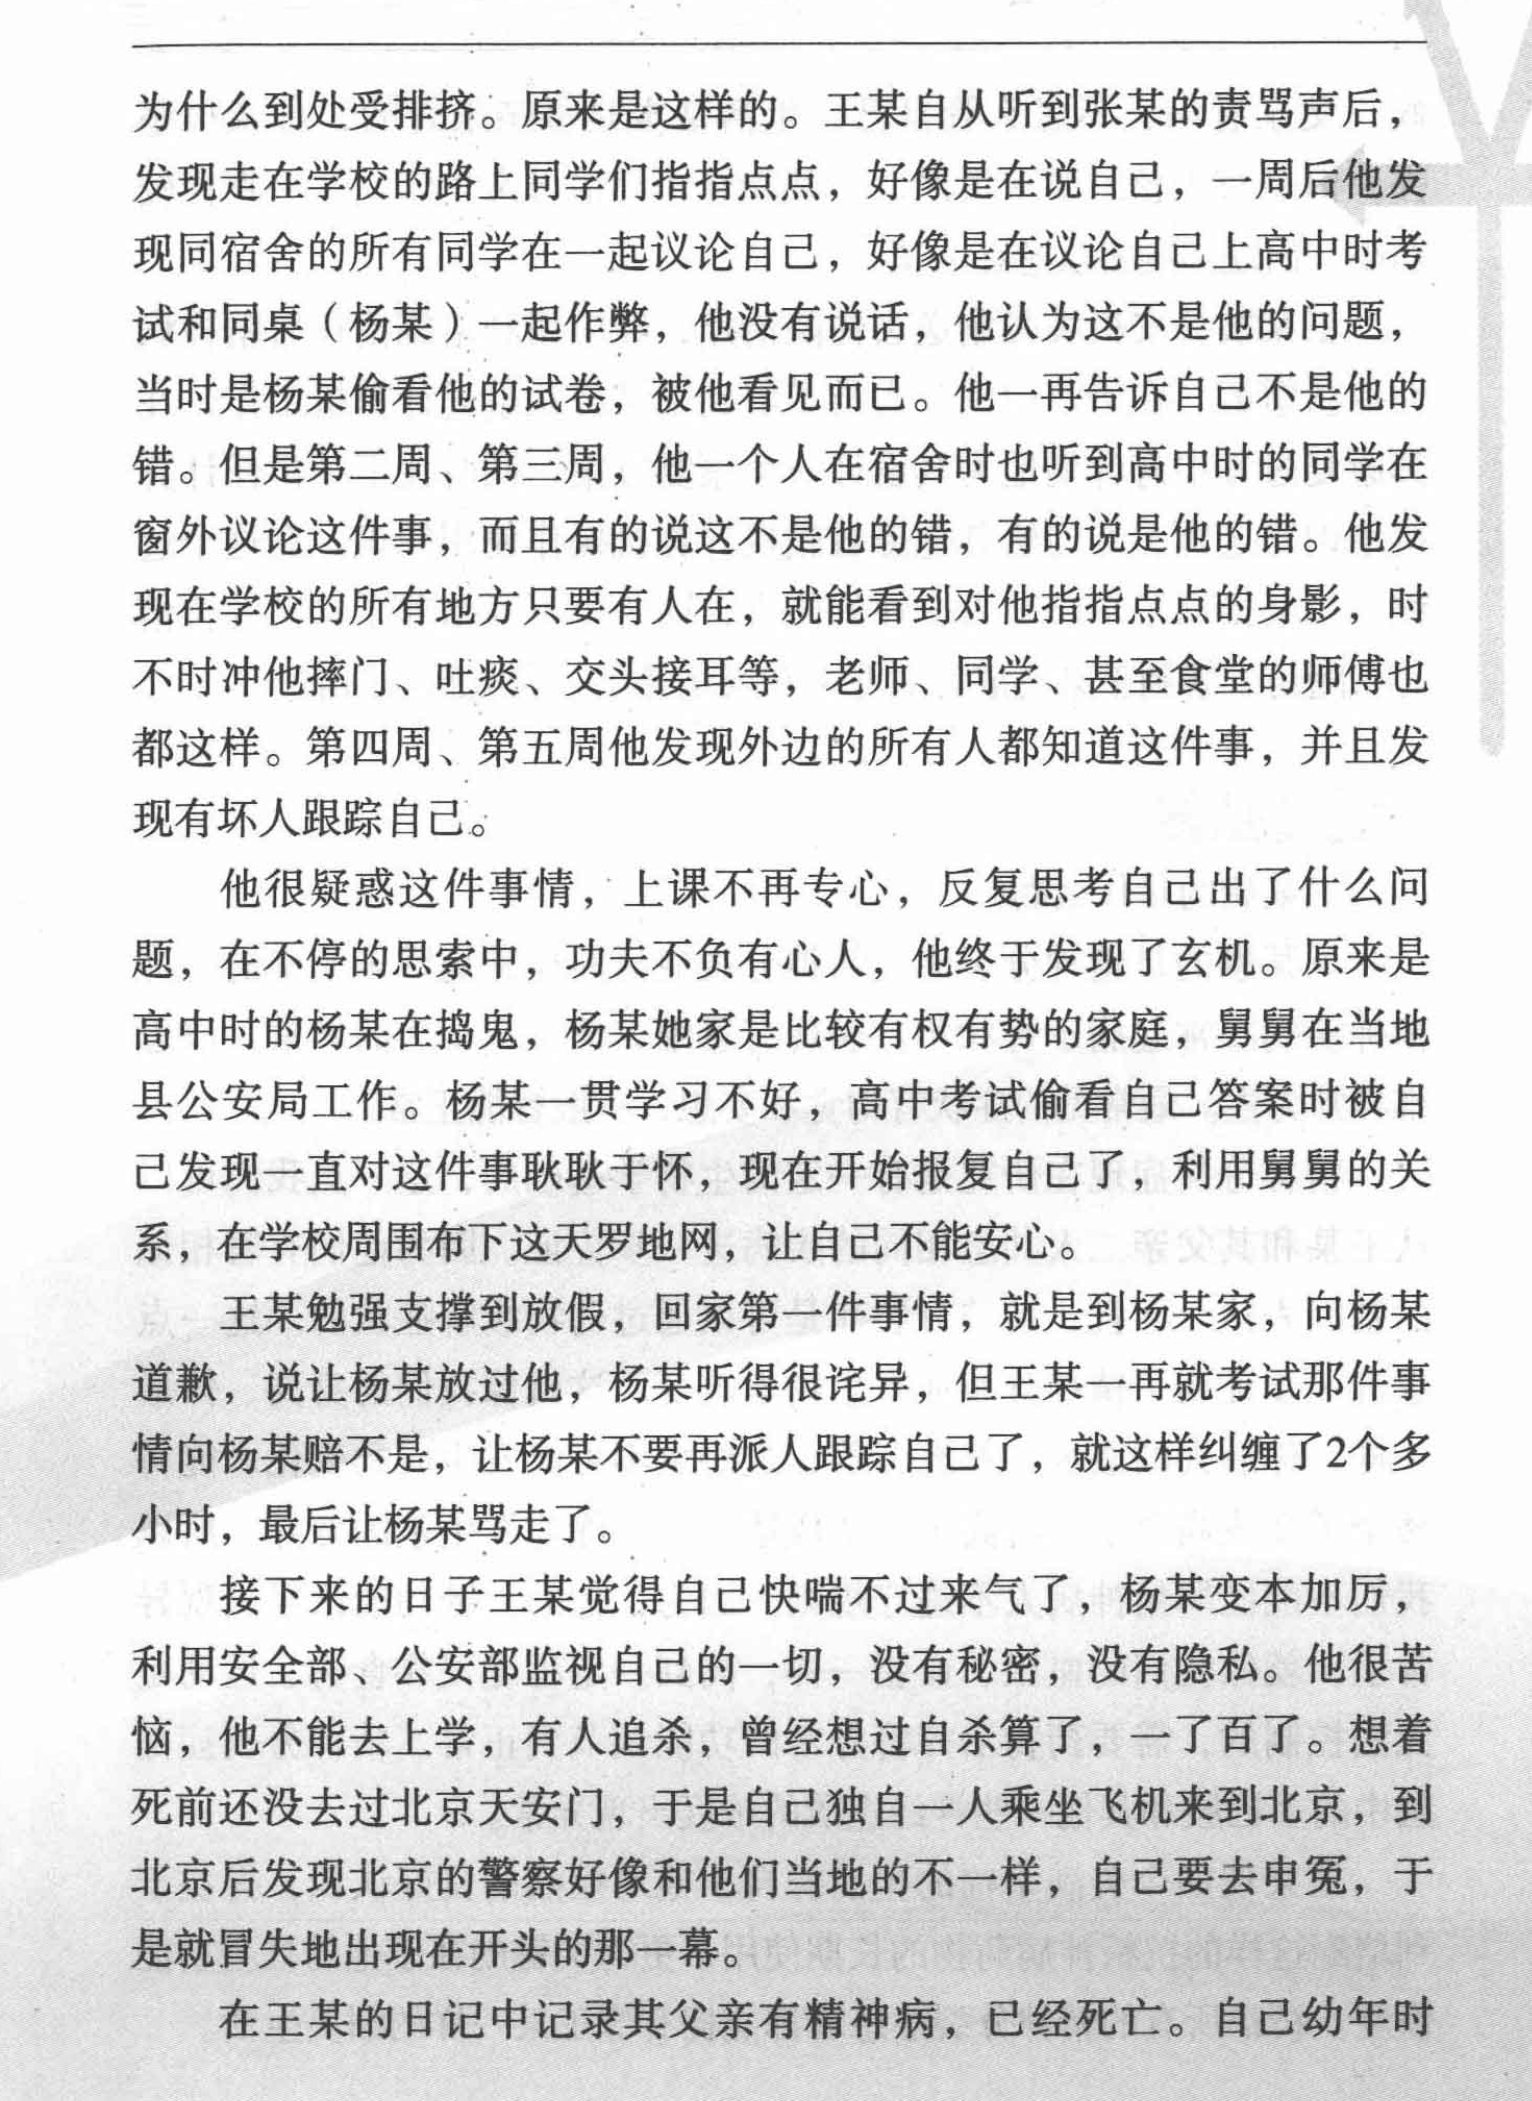 为什么到处受排挤。原来是这样的。王某自从听到张某的责骂声后，
发现走在学校的路上同学们指指点点，好像是在说自己，一周后他发
现同宿舍的所有同学在一起议论自己，好像是在议论自己上高中时考
试和同桌（杨某）一起作弊，他没有说话，他认为这不是他的问题，
当时是杨某偷看他的试卷，被他看见而已。他一再告诉自己不是他的
错。但是第二周、第三周，他一个人在宿舍时也听到高中时的同学在
窗外议论这件事，而且有的说这不是他的错，有的说是他的错。他发
现在学校的所有地方只要有人在，就能看到对他指指点点的身影，时
不时冲他摔门、吐痰、交头接耳等，老师、同学、甚至食堂的师傅也
都这样。第四周、第五周他发现外边的所有人都知道这件事，并且发
现有坏人跟踪自己。
他很疑惑这件事情，上课不再专心，反复思考自己出了什么问
题，在不停的思索中，功夫不负有心人，他终于发现了玄机。原来是
高中时的杨某在捣鬼，杨某她家是比较有权有势的家庭，舅舅在当地
县公安局工作。杨某一贯学习不好，高中考试偷看自己答案时被自
己发现一直对这件事耿耿于怀，现在开始报复自己了，利用舅舅的关
系，在学校周围布下这天罗地网，让自己不能安心。
王某勉强支撑到放假，回家第一件事情，就是到杨某家，向杨某
道歉，说让杨某放过他，杨某听得很诧异，但王某一再就考试那件事
情向杨某赔不是，让杨某不要再派人跟踪自己了，就这样纠缠了2个多
小时，最后让杨某骂走了。
接下来的日子王某觉得自己快喘不过来气了，杨某变本加厉，
利用安全部、公安部监视自己的一切，没有秘密，没有隐私。他很苦
恼，他不能去上学，有人追杀，曾经想过自杀算了，一了百了。想着
死前还没去过北京天安门，于是自己独自一人乘坐飞机来到北京，到
北京后发现北京的警察好像和他们当地的不一样，自己要去申冤，于
是就冒失地出现在开头的那一幕。
在王某的日记中记录其父亲有精神病，已经死亡。自己幼年时